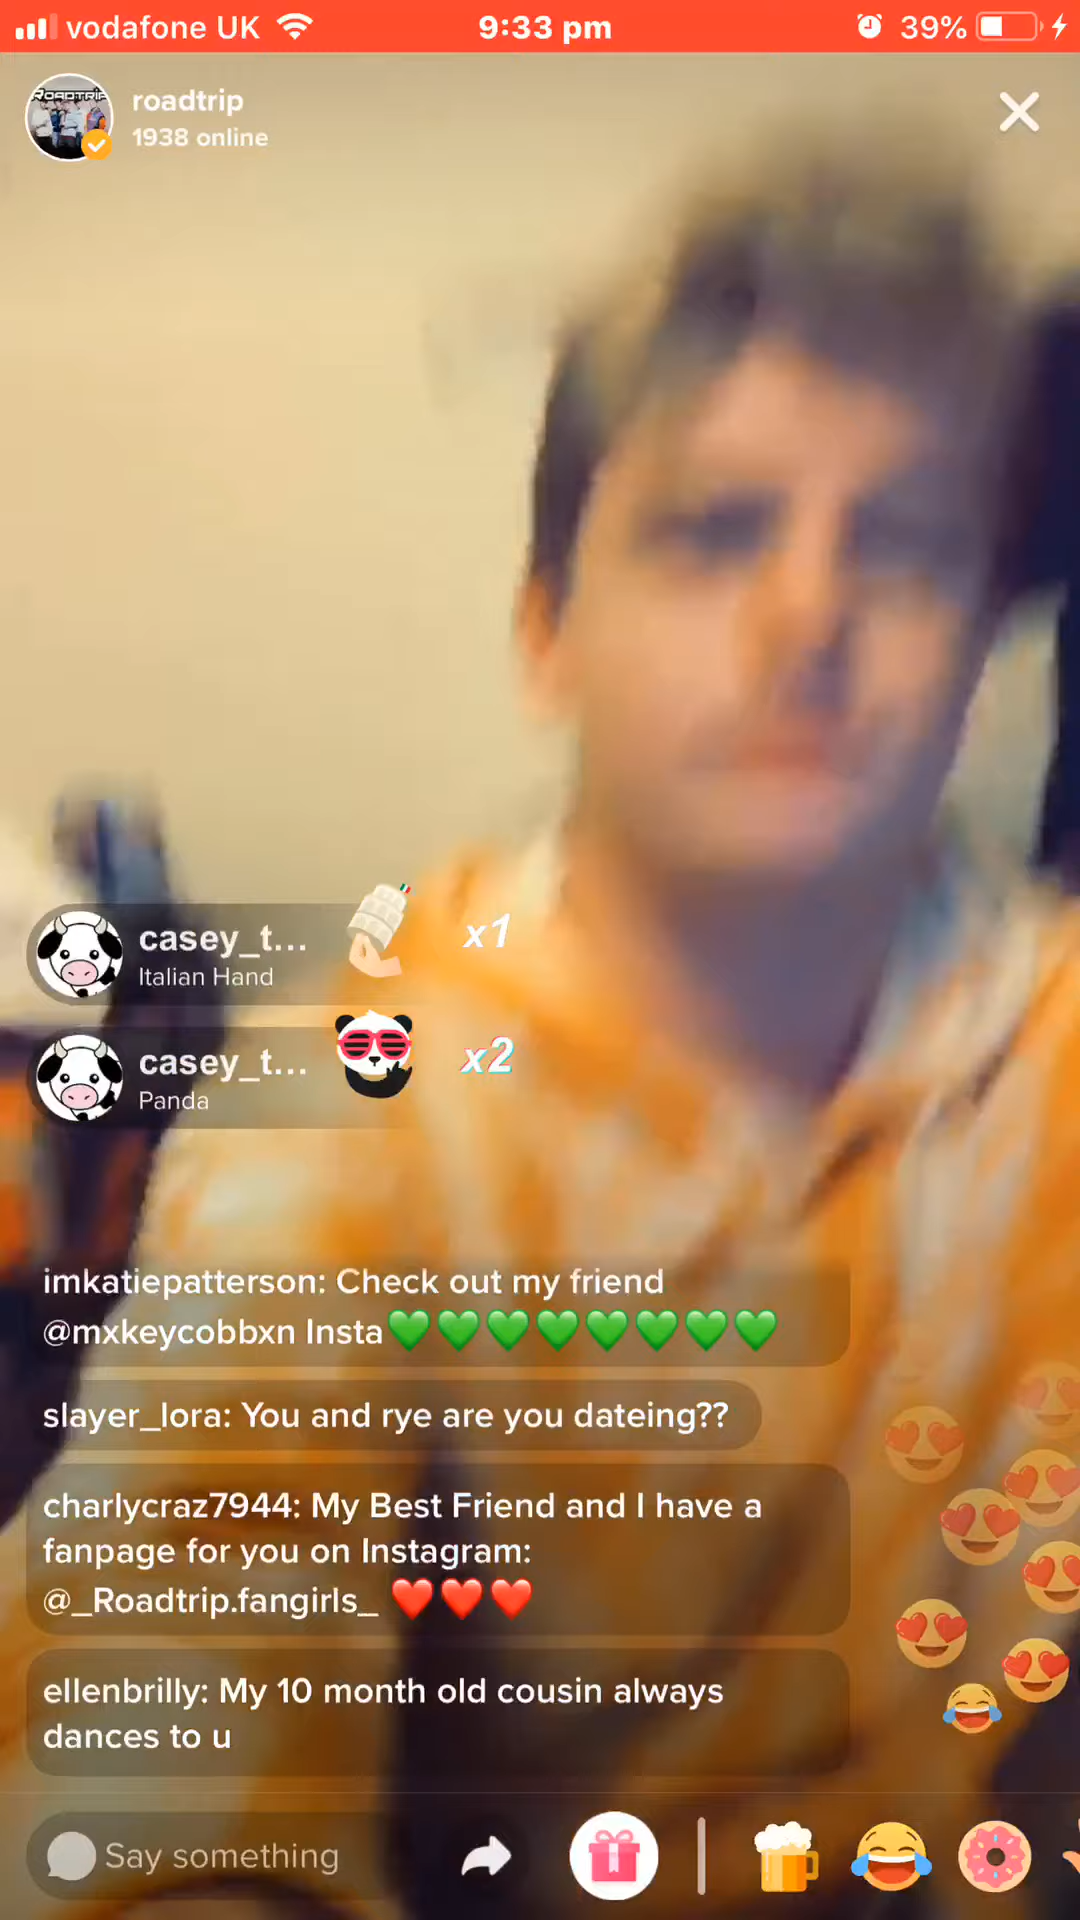 vodafone UK 9:33 pm 39%
ROADTRIP
roadtrip
1938 online
casey_t...
Italian Hand
x1
casey_t...
Panda
x2
imkatiepatterson: Check out my friend
@mxkeycobbxn Insta💚💚💚💚💚💚💚💚
slayer_lora: You and rye are you dateing??
charlycraz7944: My Best Friend and I have a
fanpage for you on Instagram:
@_Roadtrip.fangirls_ ❤️❤️❤️
ellenbrilly: My 10 month old cousin always
dances to u
Say something